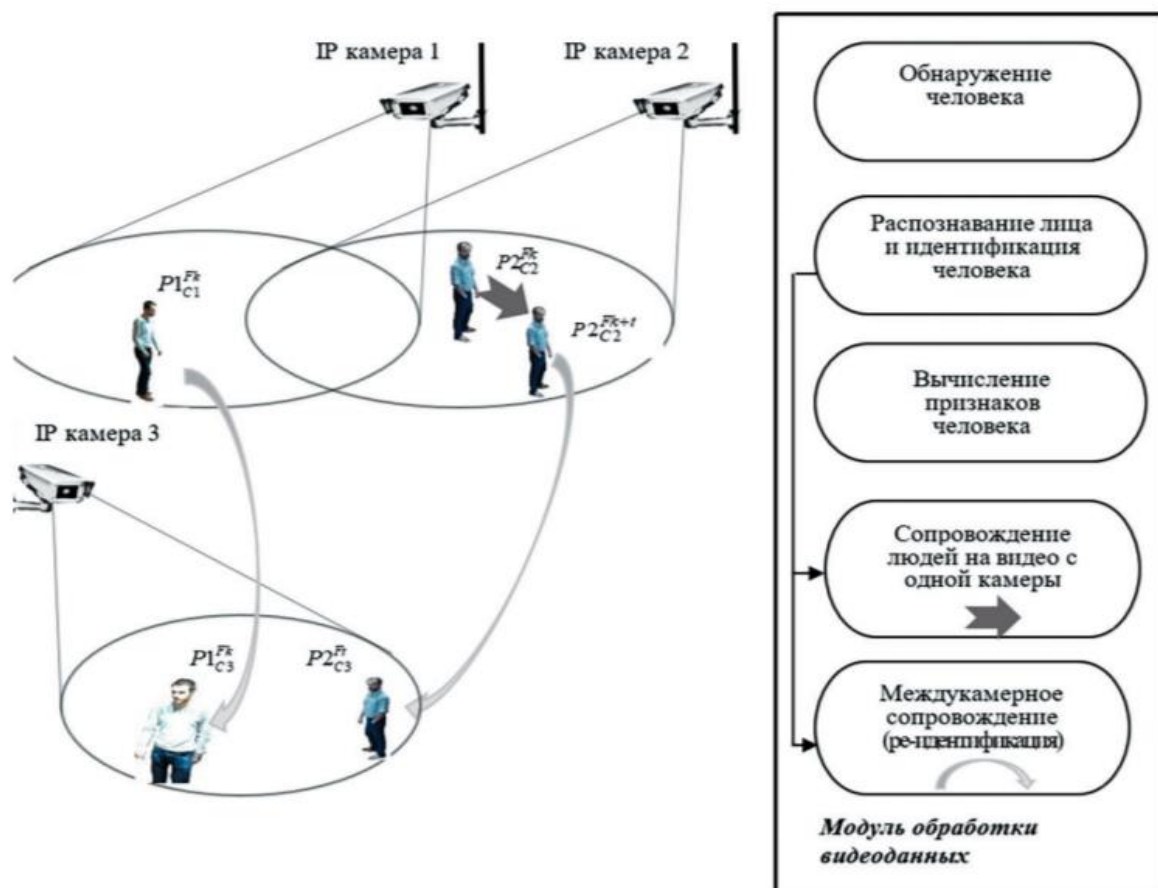 IP камера 1
IP камера 2
$P1_{C1}^{Fk}$
$P2_{C2}^{Fk}$
$P2_{C2}^{Fk+t}$
IP камера 3
$P1_{C3}^{Fk}$
$P2_{C3}^{Ft}$
Обнаружение
человека
Распознавание лица
и идентификация
человека
Вычисление
признаков
человека
Сопровождение
людей на видео с
одной камеры
Междукамерное
сопровождение
(ре-идентификация)
Модуль обработки
видеоданных